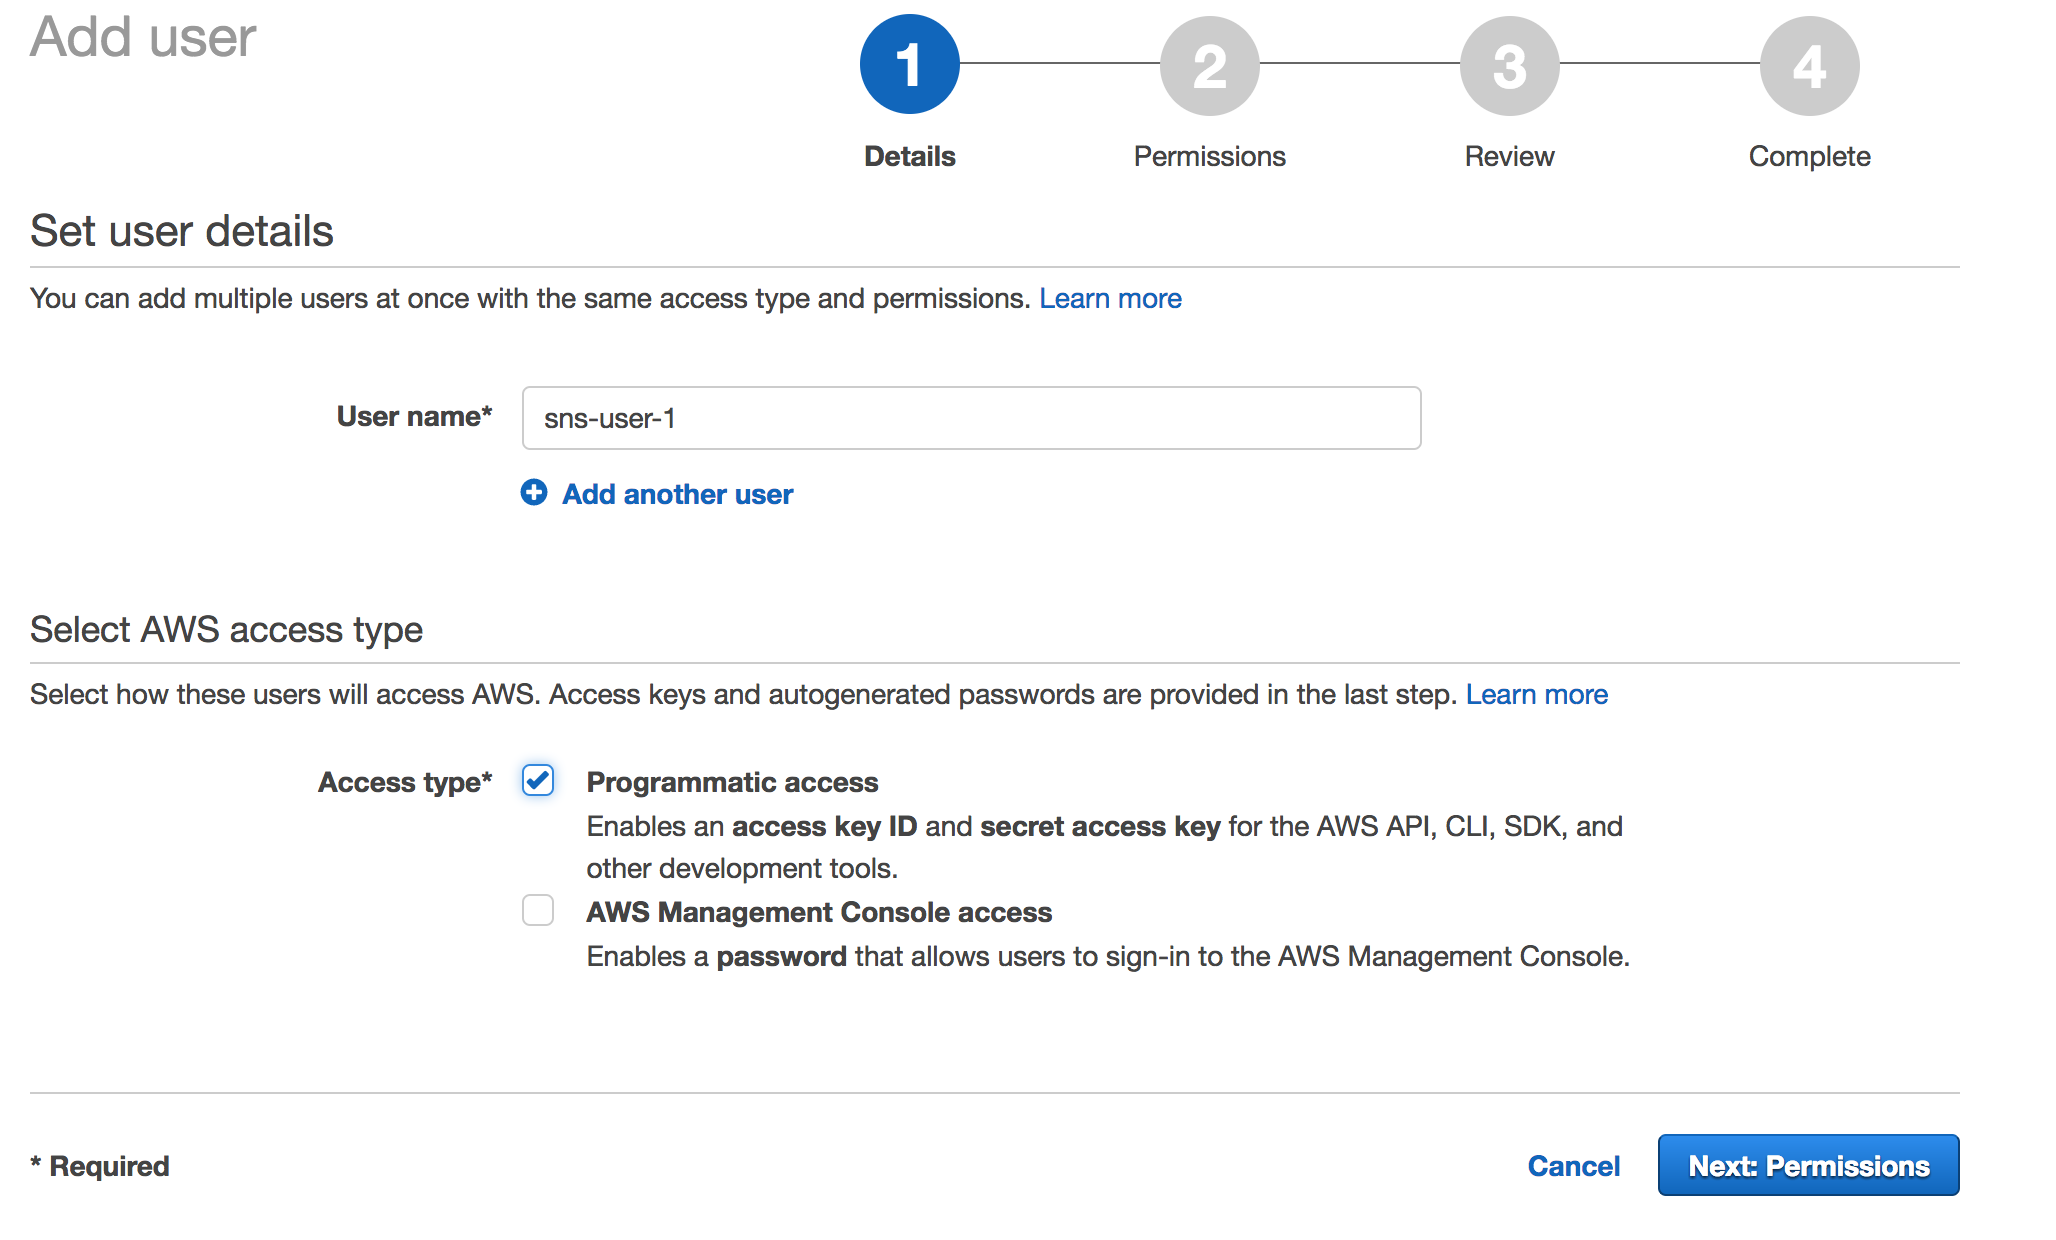 Add user
1
2
3
4
Details
Permissions
Review
Complete
Set user details
You can add multiple users at once with the same access type and permissions. Learn more
User name*
sns-user-1
Add another user
Select AWS access type
Select how these users will access AWS. Access keys and autogenerated passwords are provided in the last step. Learn more
Access type*
Programmatic access
Enables an access key ID and secret access key for the AWS API, CLI, SDK, and
other development tools.
AWS Management Console access
Enables a password that allows users to sign-in to the AWS Management Console.
* Required
Cancel
Next: Permissions